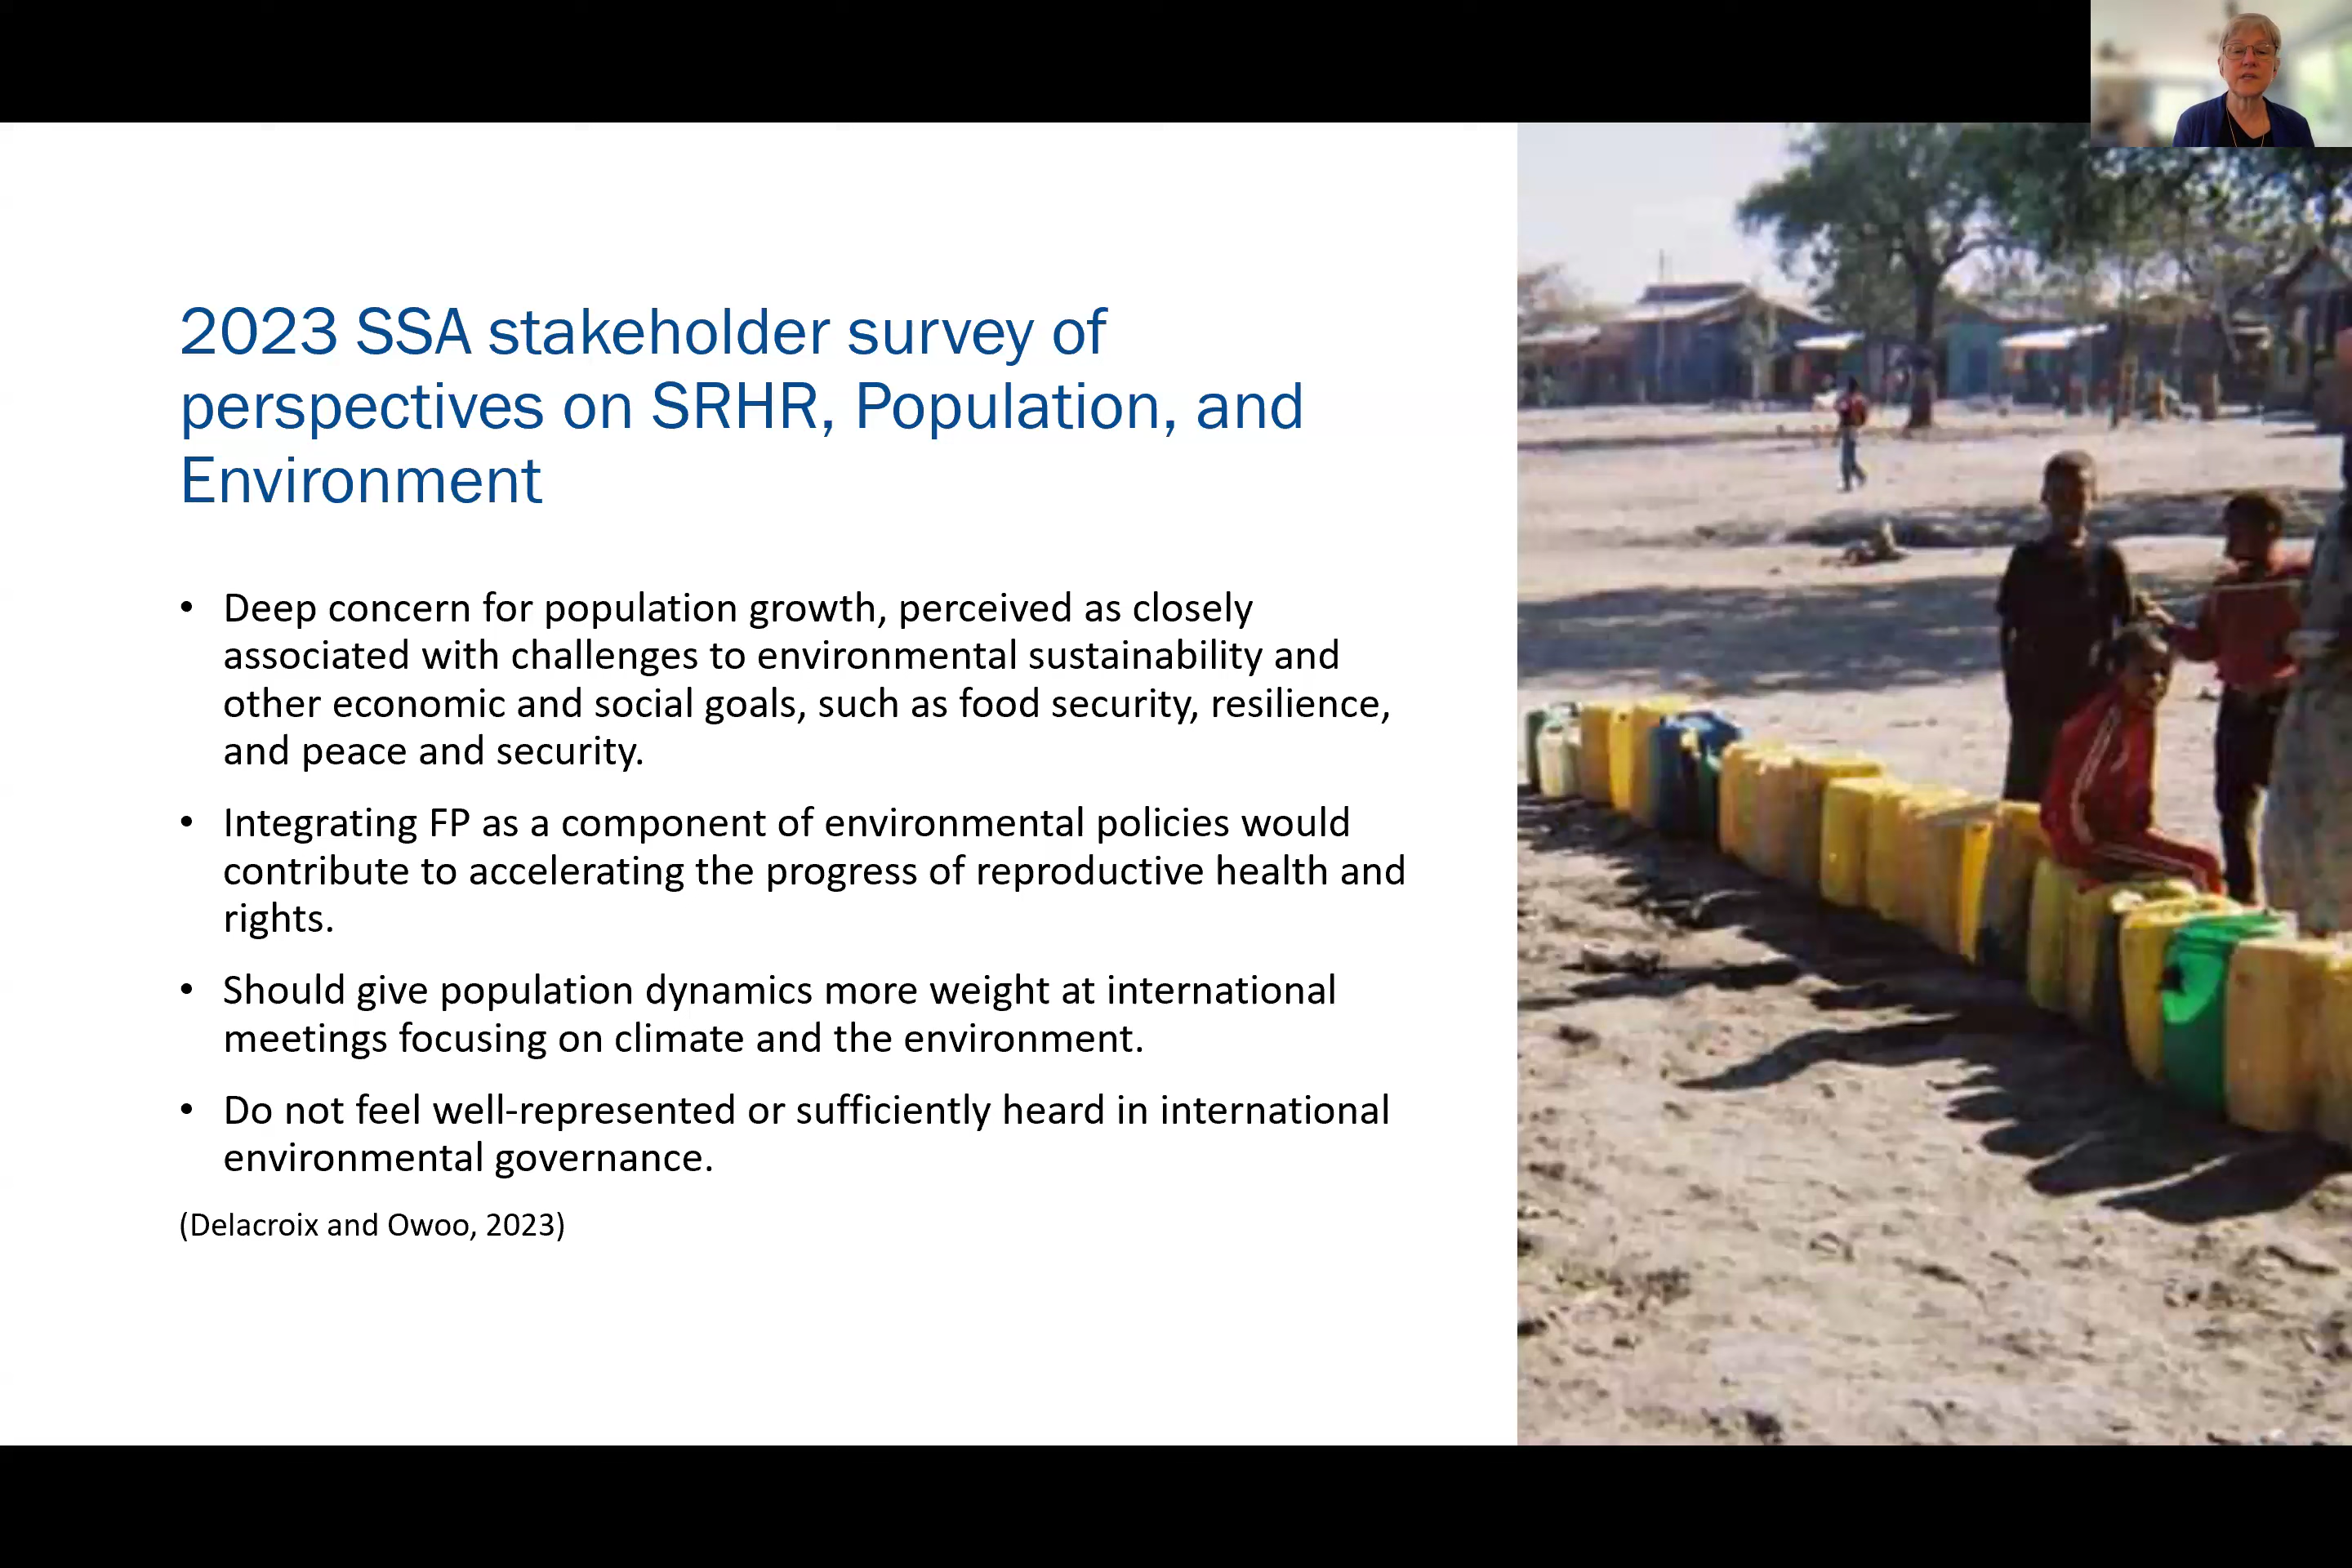 2023 SSA stakeholder survey of
perspectives on SRHR, Population, and
Environment
• Deep concern for population growth, perceived as closely
associated with challenges to environmental sustainability and
other economic and social goals, such as food security, resilience,
and peace and security.
• Integrating FP as a component of environmental policies would
contribute to accelerating the progress of reproductive health and
rights.
• Should give population dynamics more weight at international
meetings focusing on climate and the environment.
• Do not feel well-represented or sufficiently heard in international
environmental governance.
(Delacroix and Owoo, 2023)